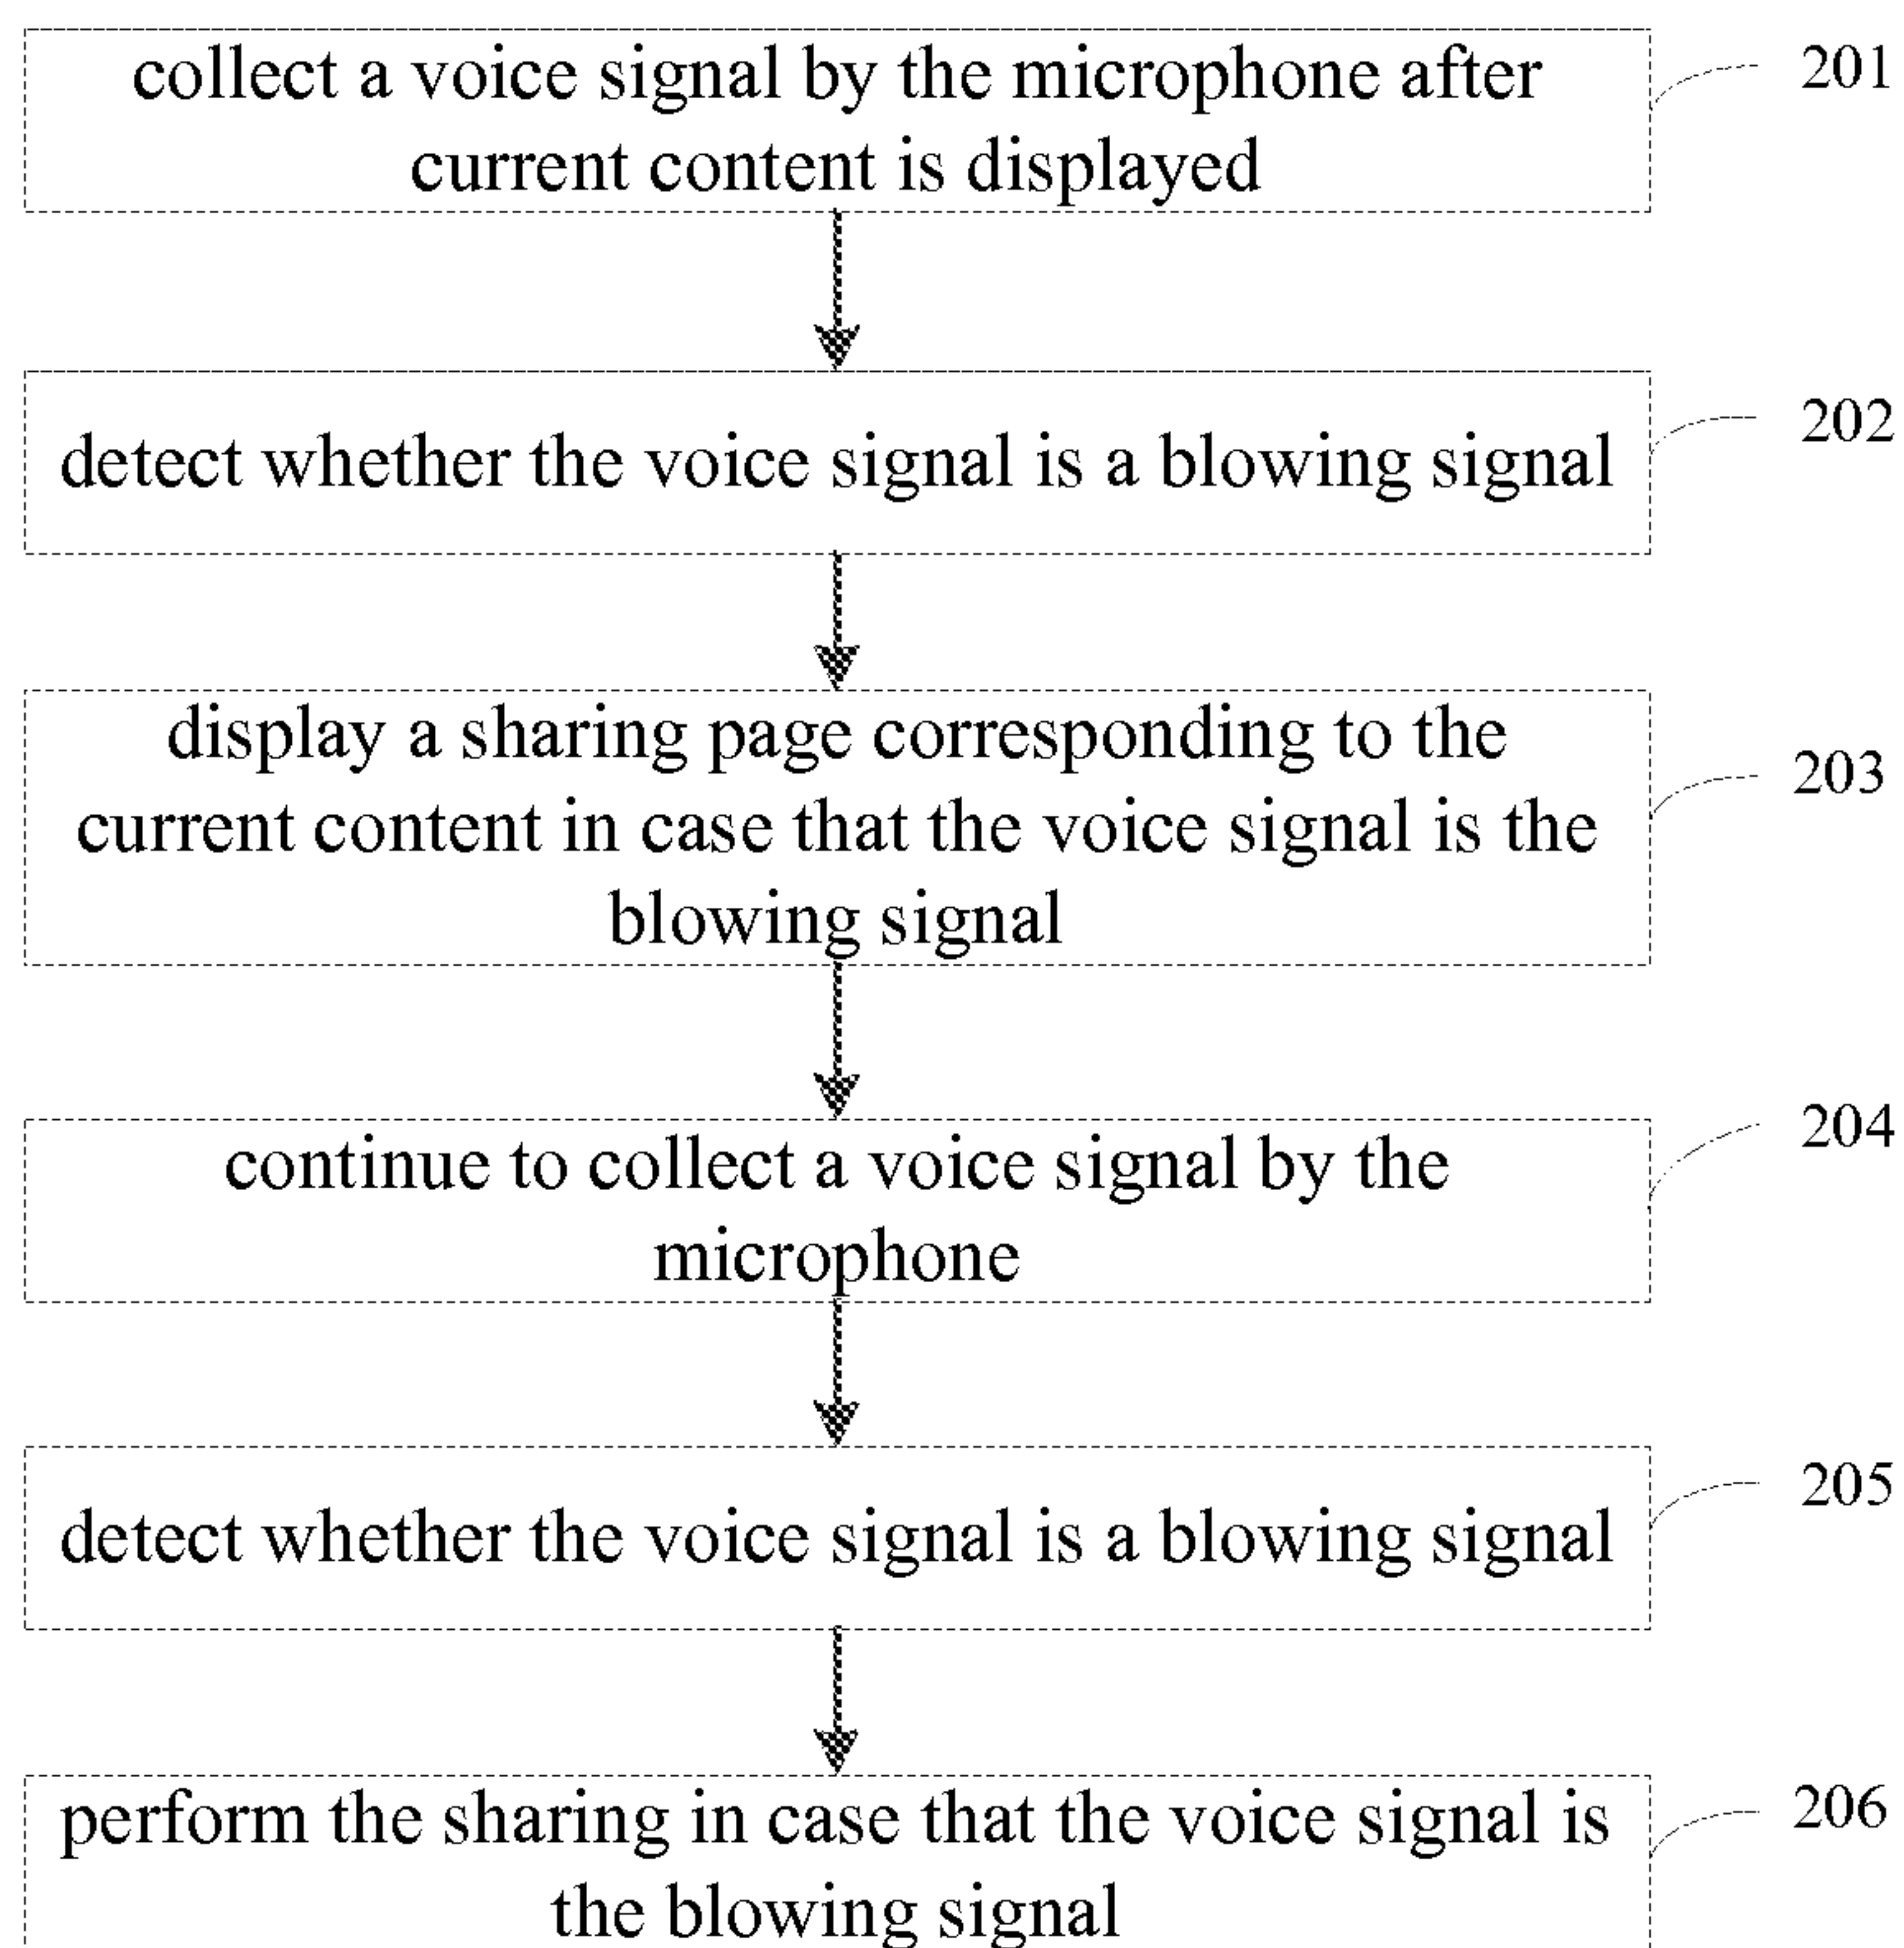 collect a voice signal by the microphone after
current content is displayed
201
detect whether the voice signal is a blowing signal
202
display a sharing page corresponding to the
current content in case that the voice signal is the
blowing signal
203
continue to collect a voice signal by the
microphone
204
detect whether the voice signal is a blowing signal
205
perform the sharing in case that the voice signal is
the blowing signal
206